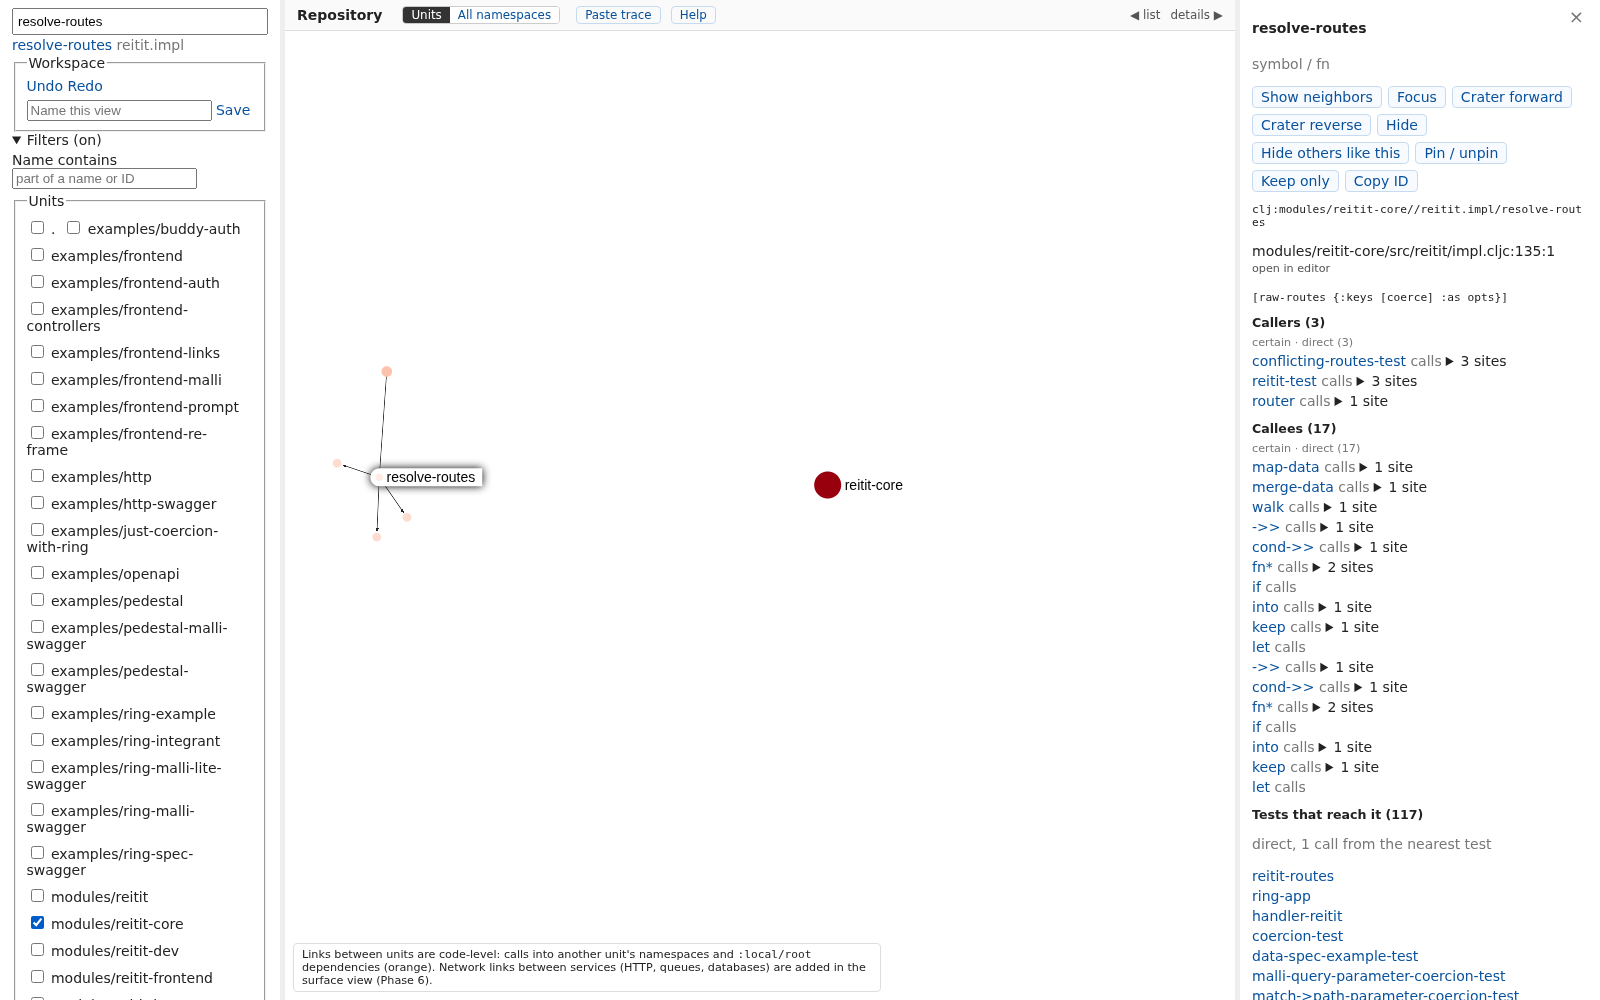 resolve-routes
resolve-routes reitit.impl
Workspace
Undo Redo
Name this view Save
▼ Filters (on)
Name contains
part of a name or ID
Units
. examples/buddy-auth
examples/frontend
examples/frontend-auth
examples/frontend-
controllers
examples/frontend-links
examples/frontend-malli
examples/frontend-prompt
examples/frontend-re-
frame
examples/http
examples/http-swagger
examples/just-coercion-
with-ring
examples/openapi
examples/pedestal
examples/pedestal-malli-
swagger
examples/pedestal-
swagger
examples/ring-example
examples/ring-integrant
examples/ring-malli-lite-
swagger
examples/ring-malli-
swagger
examples/ring-spec-
swagger
modules/reitit
modules/reitit-core
modules/reitit-dev
modules/reitit-frontend
Repository Units All namespaces Paste trace Help ◀ list details ▶
resolve-routes
reitit-core
Links between units are code-level: calls into another unit's namespaces and :local/root
dependencies (orange). Network links between services (HTTP, queues, databases) are added in the
surface view (Phase 6).
×
resolve-routes
symbol / fn
Show neighbors Focus Crater forward
Crater reverse Hide
Hide others like this Pin / unpin
Keep only Copy ID
clj:modules/reitit-core//reitit.impl/resolve-rout
es
modules/reitit-core/src/reitit/impl.cljc:135:1
open in editor
[raw-routes {:keys [coerce] :as opts}]
Callers (3)
certain · direct (3)
conflicting-routes-test calls ▶ 3 sites
reitit-test calls ▶ 3 sites
router calls ▶ 1 site
Callees (17)
certain · direct (17)
map-data calls ▶ 1 site
merge-data calls ▶ 1 site
walk calls ▶ 1 site
->> calls ▶ 1 site
cond->> calls ▶ 1 site
fn* calls ▶ 2 sites
if calls
into calls ▶ 1 site
keep calls ▶ 1 site
let calls
->> calls ▶ 1 site
cond->> calls ▶ 1 site
fn* calls ▶ 2 sites
if calls
into calls ▶ 1 site
keep calls ▶ 1 site
let calls
Tests that reach it (117)
direct, 1 call from the nearest test
reitit-routes
ring-app
handler-reitit
coercion-test
data-spec-example-test
malli-query-parameter-coercion-test
match->path-parameter-coercion-test